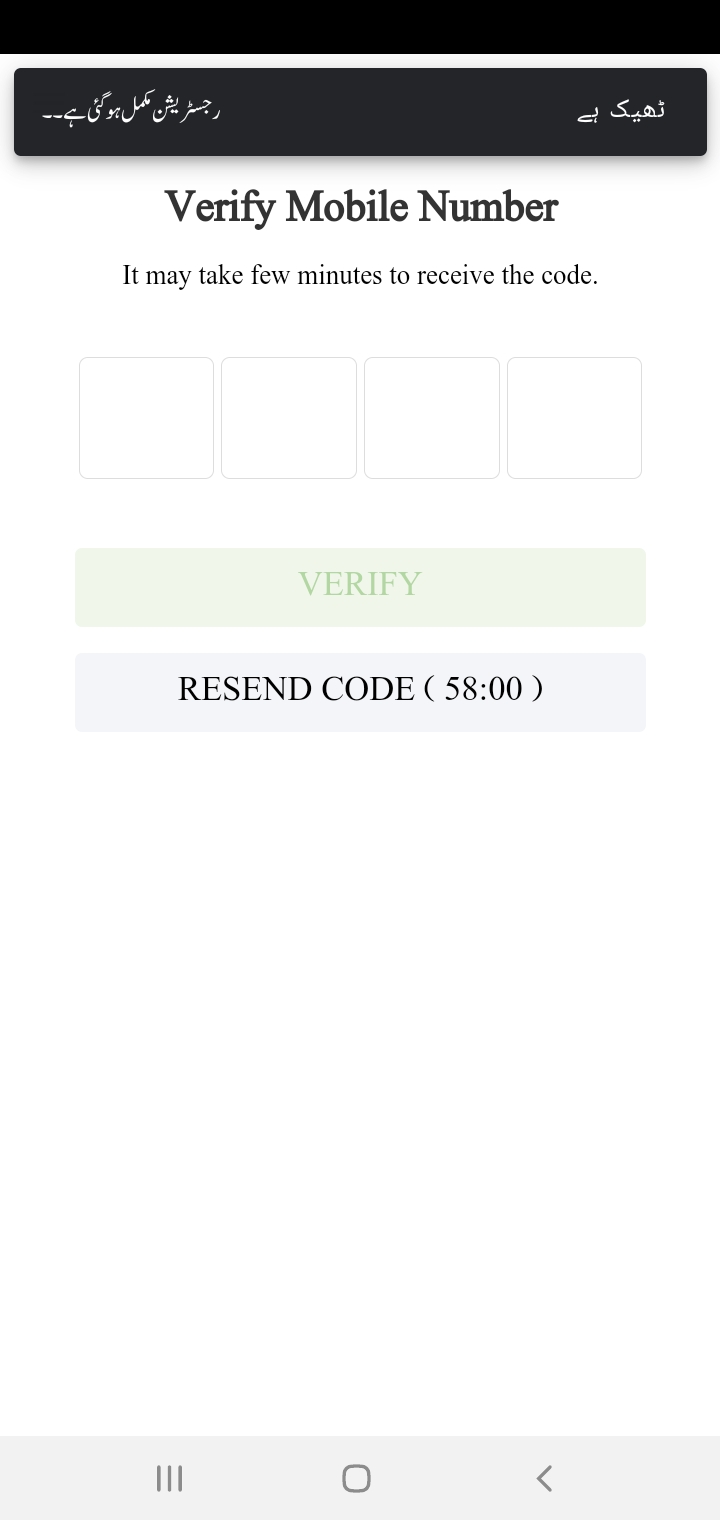 رجسٹریشن مکمل ہو گئی ہے۔۔
ٹھیک ہے
Verify Mobile Number
It may take few minutes to receive the code.
VERIFY
RESEND CODE ( 58:00 )